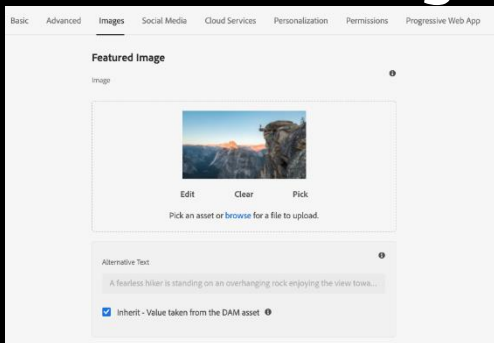 Basic Advanced Images Social Media Cloud Services Personalization Permissions Progressive Web App
Featured Image
Image
Edit Clear Pick
Pick an asset or browse for a file to upload.
Alternative Text
A fearless hiker is standing on an overhanging rock enjoying the view towa...
Inherit - Value taken from the DAM asset